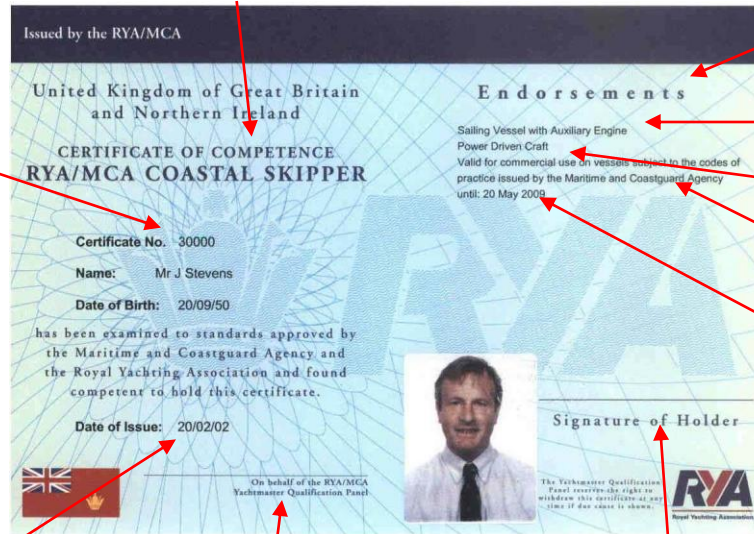 Issued by the RYA/MCA
United Kingdom of Great Britain
and Northern Ireland
CERTIFICATE OF COMPETENCE
RYA/MCA COASTAL SKIPPER
Certificate No. 30000
Name: Mr J Stevens
Date of Birth: 20/09/50
has been examined to standards approved by
the Maritime and Coastguard Agency and
the Royal Yachting Association and found
competent to hold this certificate.
Date of Issue: 20/02/02
On behalf of the RYA/MCA
Yachtmaster Qualification Panel
Endorsements
Sailing Vessel with Auxiliary Engine
Power Driven Craft
Valid for commercial use on vessels subject to the codes of
practice issued by the Maritime and Coastguard Agency
until: 20 May 2009
RYA
Signature of Holder
The Yachtmaster Qualification
Panel reserves the right to
withdraw this certificate at any
time if due cause is shown.
RYA
Royal Yachting Association